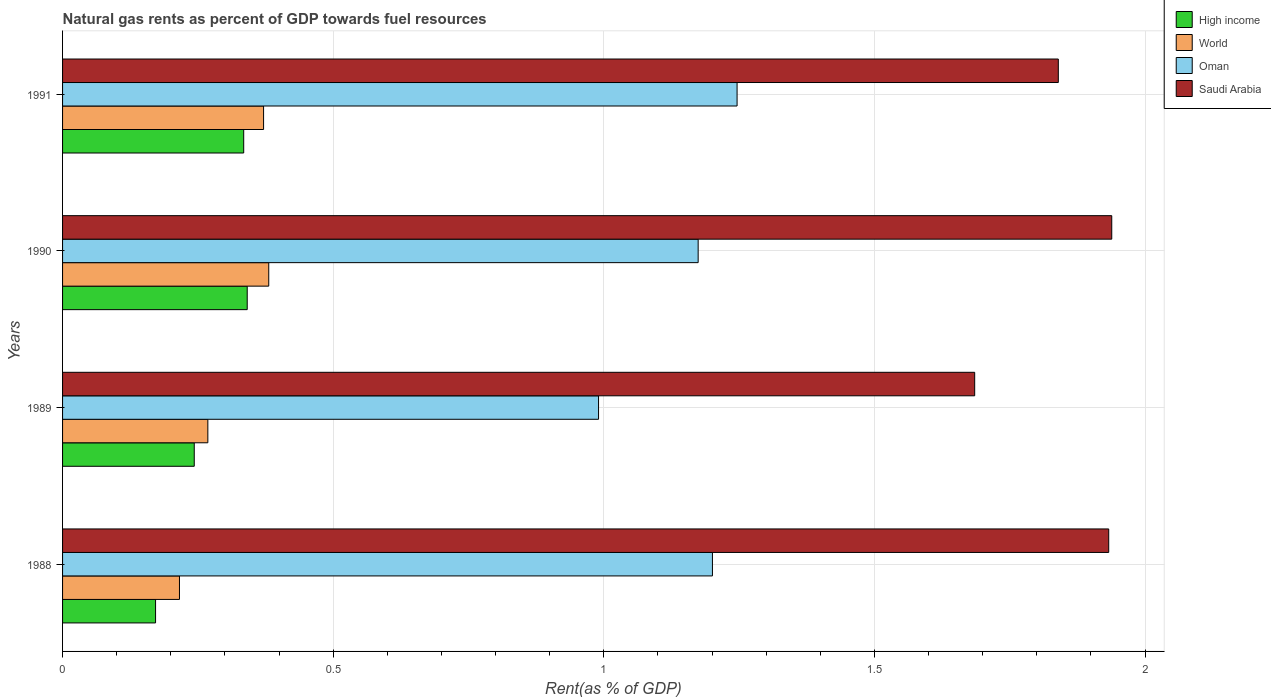 Natural gas rents as percent of GDP towards fuel resources
High income
World
Oman
Saudi Arabia
1991
1990
1989
1988
Years
0
0.5
1
1.5
2
Rent(as % of GDP)